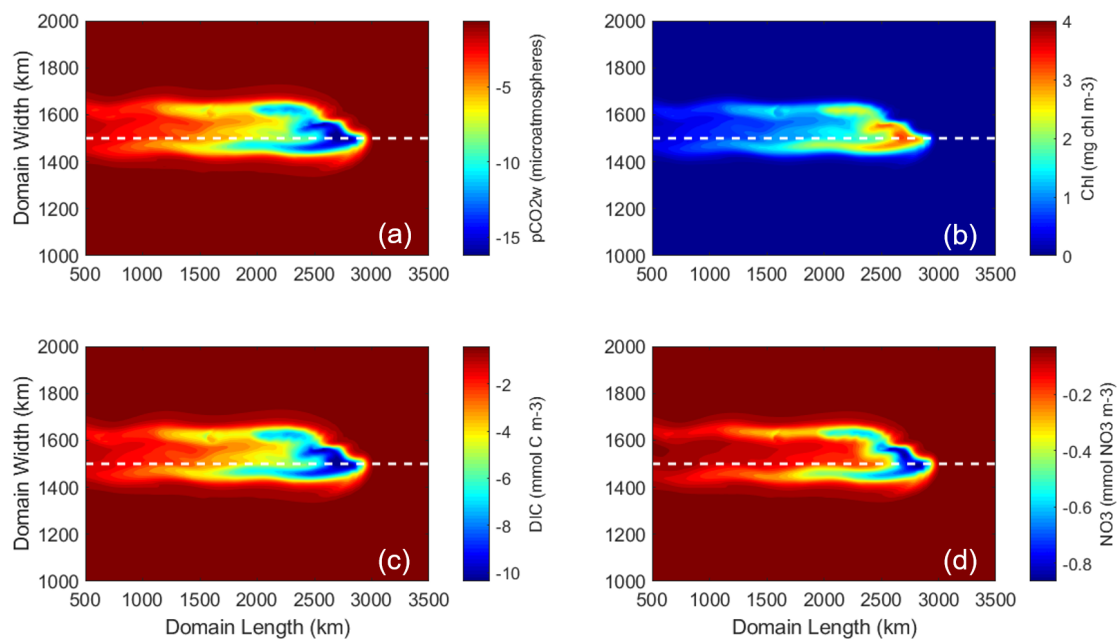 2000
1800
1600
1400
1200
1000
Domain Width (km)
500 1000 1500 2000 2500 3000 3500
(a)
-5
-10
-15
pCO2w (microatmospheres)
2000
1800
1600
1400
1200
1000
500 1000 1500 2000 2500 3000 3500
(b)
4
3
2
1
0
Chl (mg chl m-3)
2000
1800
1600
1400
1200
1000
Domain Width (km)
500 1000 1500 2000 2500 3000 3500
Domain Length (km)
(c)
-2
-4
-6
-8
-10
DIC (mmol C m-3)
2000
1800
1600
1400
1200
1000
500 1000 1500 2000 2500 3000 3500
Domain Length (km)
(d)
-0.2
-0.4
-0.6
-0.8
NO3 (mmol NO3 m-3)